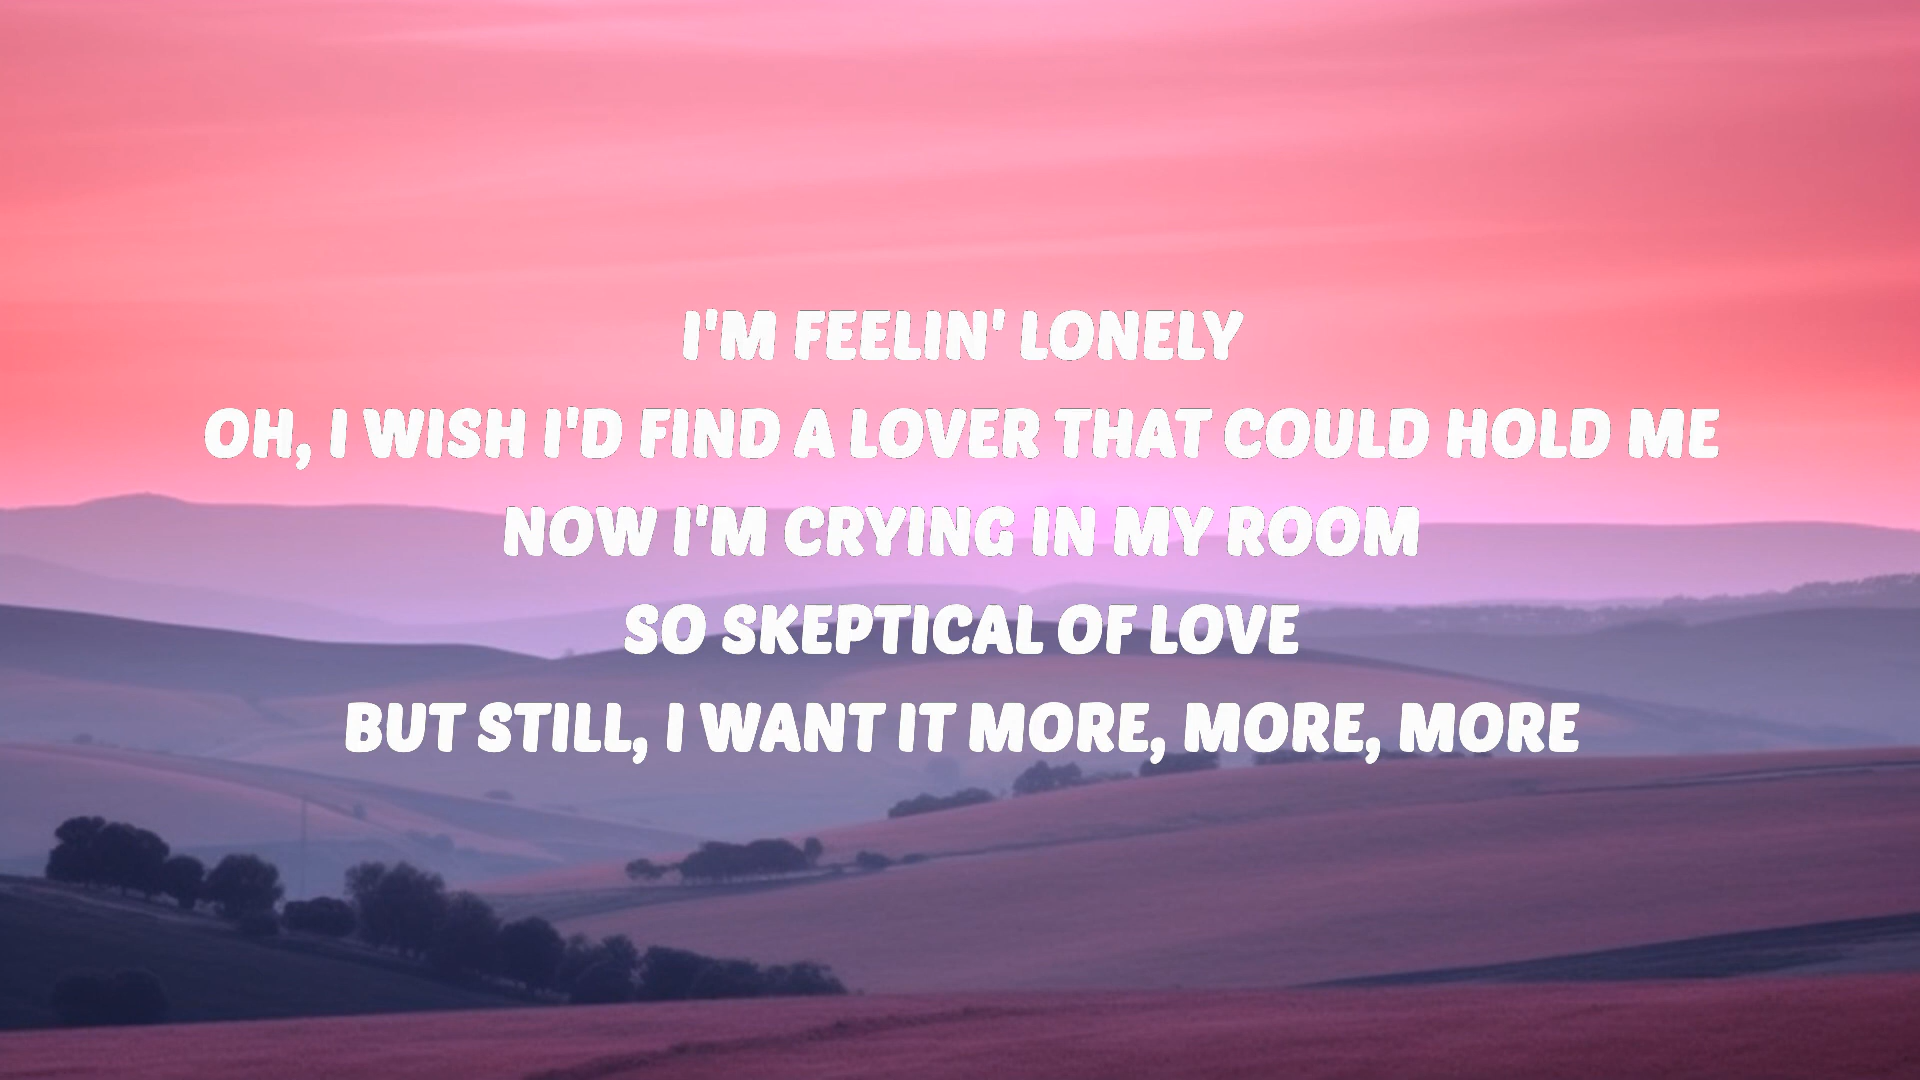 I'M FEELIN' LONELY
OH, I WISH I'D FIND A LOVER THAT COULD HOLD ME
NOW I'M CRYING IN MY ROOM
SO SKEPTICAL OF LOVE
BUT STILL, I WANT IT MORE, MORE, MORE